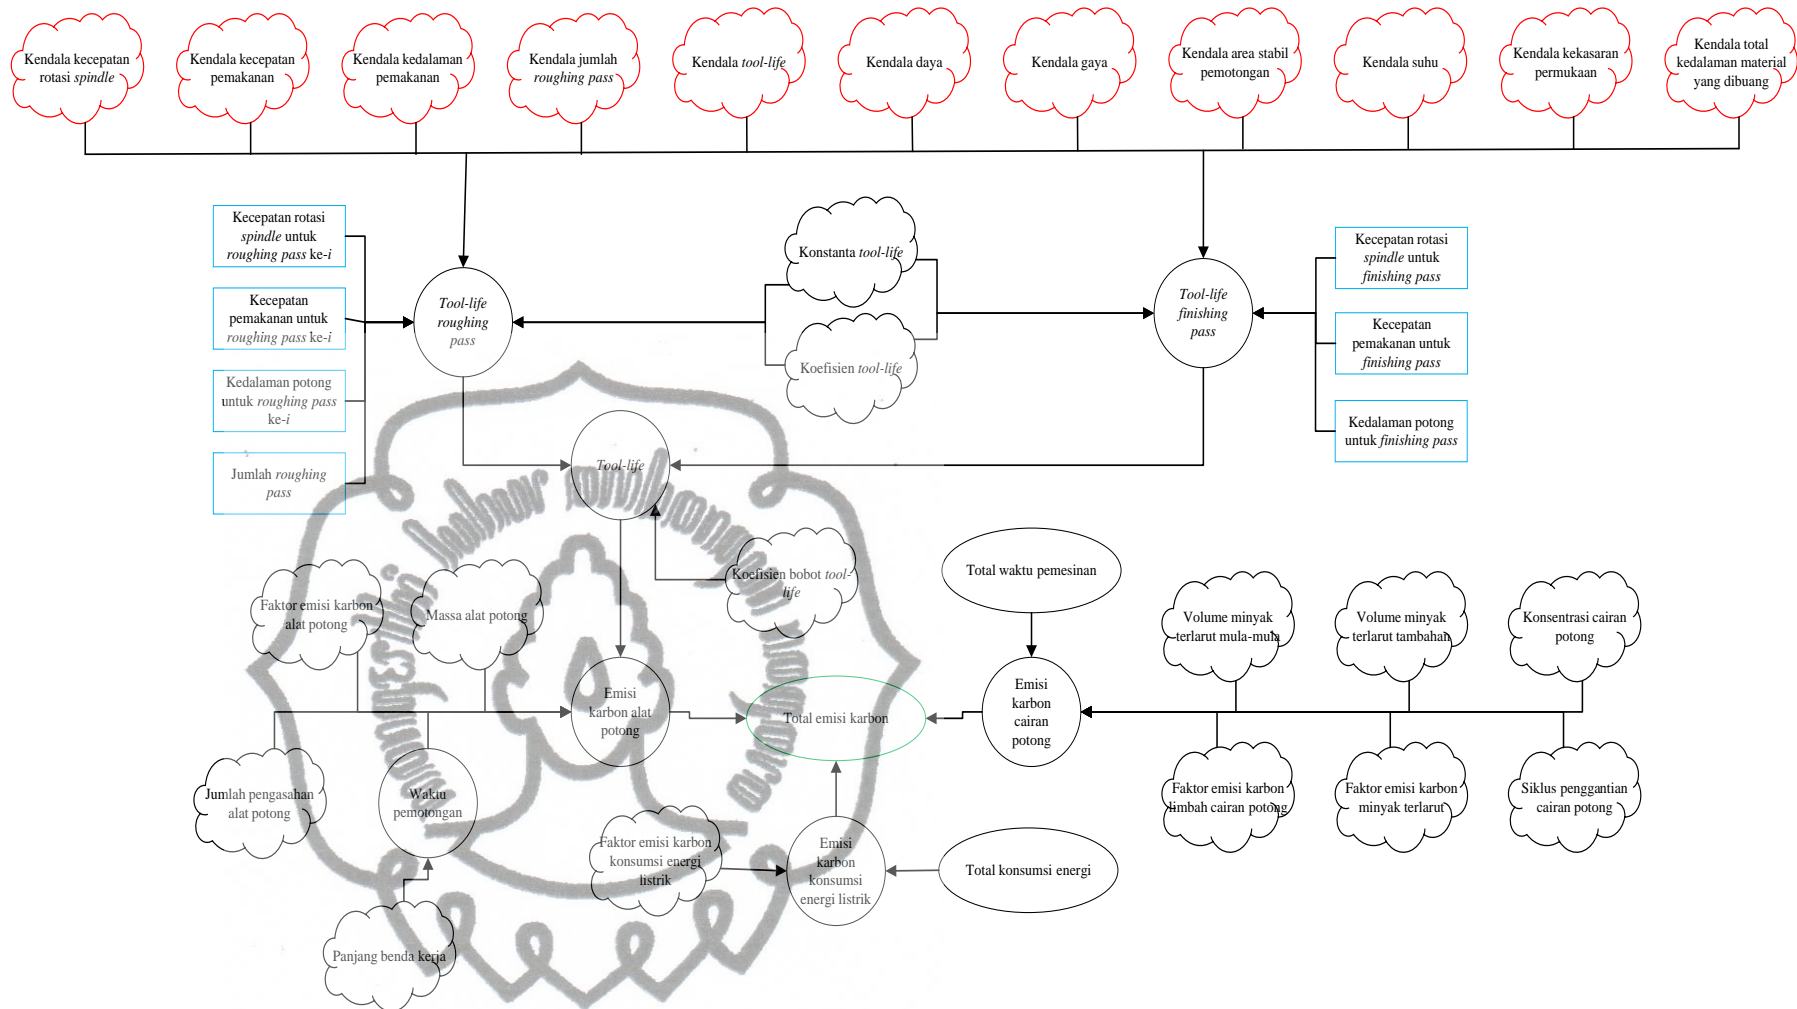 Kendala kecepatan
rotasi spindle
Kendala kecepatan
pemakanan
Kendala kedalaman
pemakanan
Kendala jumlah
roughing pass
Kendala tool-life
Kendala daya
Kendala gaya
Kendala area stabil
pemotongan
Kendala suhu
Kendala kekasaran
permukaan
Kendala total
kedalaman material
yang dibuang
Kecepatan rotasi
spindle untuk
roughing pass ke-i
Kecepatan
pemakanan untuk
roughing pass ke-i
Kedalaman potong
untuk roughing pass
ke-i
Jumlah roughing
pass
Tool-life
roughing
pass
Konstanta tool-life
Koefisien tool-life
Tool-life
finishing
pass
Kecepatan rotasi
spindle untuk
finishing pass
Kecepatan
pemakanan untuk
finishing pass
Kedalaman potong
untuk finishing pass
Tool-life
Koefisien bobot tool-
life
Faktor emisi karbon
alat potong
Massa alat potong
Total waktu pemesinan
Volume minyak
terlarut mula-mula
Volume minyak
terlarut tambahan
Konsentrasi cairan
potong
Emisi
karbon alat
potong
Total emisi karbon
Emisi
karbon
cairan
potong
Jumlah pengasahan
alat potong
Waktu
pemotongan
Faktor emisi karbon
limbah cairan potong
Faktor emisi karbon
minyak terlarut
Siklus penggantian
cairan potong
Faktor emisi karbon
konsumsi energi
listrik
Emisi
karbon
konsumsi
energi listrik
Total konsumsi energi
Panjang benda kerja